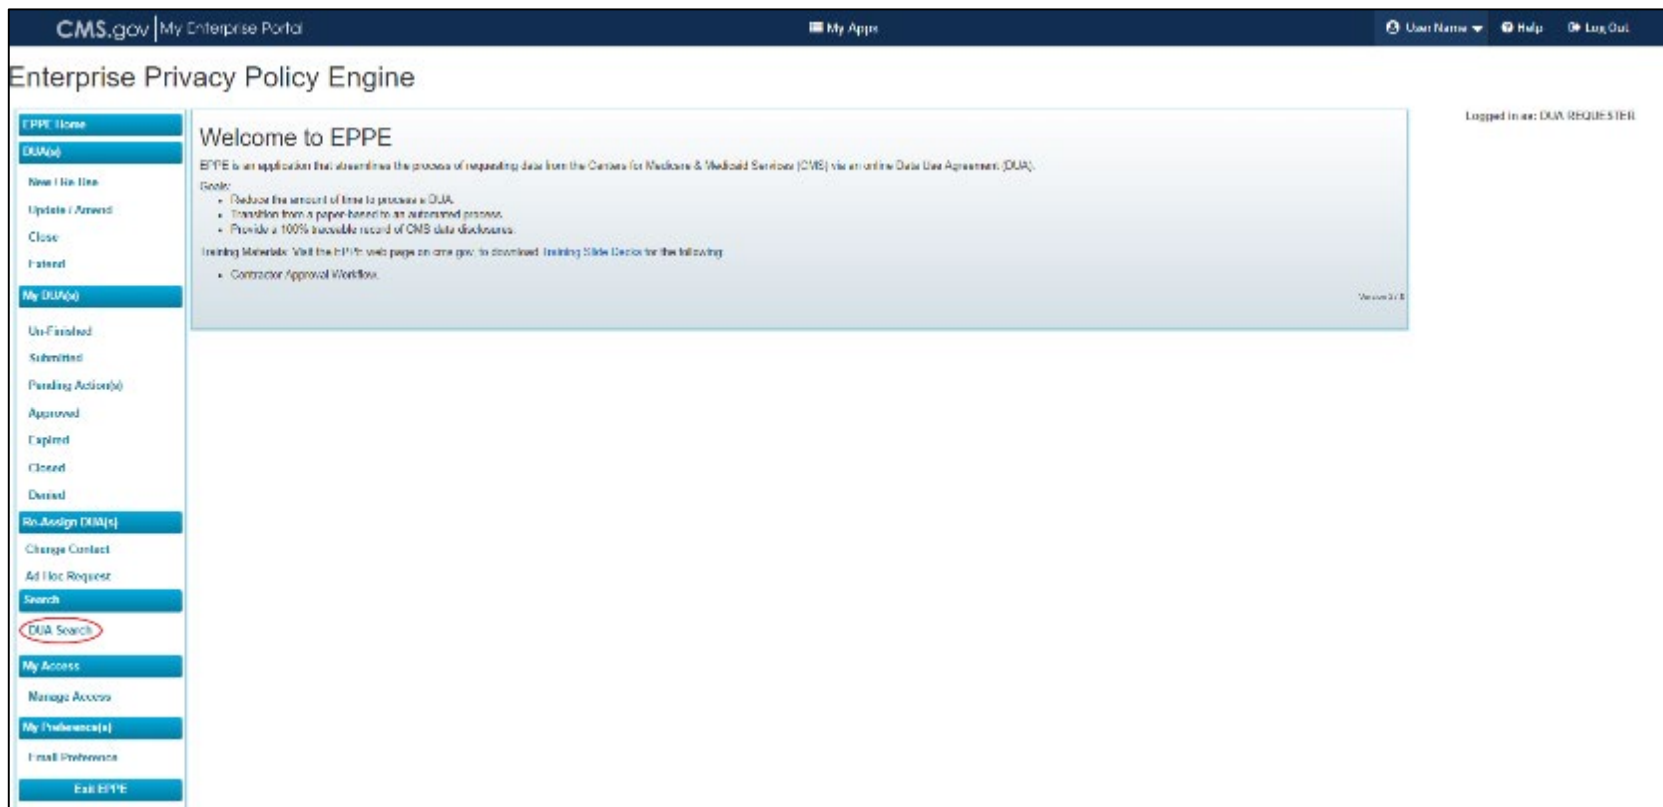 CMS.gov My Enterprise Portal
My Apps
User Name
Help
Log Out
Enterprise Privacy Policy Engine
Logged in as: DUA REQUESTER
EPPE Home
DUA(s)
New / Re-Use
Update / Amend
Close
Extend
My DUA(s)
Un-Finished
Submitted
Pending Action(s)
Approved
Expired
Closed
Denied
Re-Assign DUA(s)
Change Contact
Ad Hoc Request
Search
DUA Search
My Access
Manage Access
My Preference(s)
Email Preference
Exit EPPE
Welcome to EPPE
EPPE is an application that streamlines the process of requesting data from the Centers for Medicare & Medicaid Services (CMS) via an online Data Use Agreement (DUA).
Goals:
• Reduce the amount of time to process a DUA.
• Transition from a paper-based to an automated process.
• Provide a 100% traceable record of CMS data disclosures.
Training Materials: Visit the EPPE web page on cms.gov, to download Training Slide Decks for the following:
• Contractor Approval Workflow.
Version